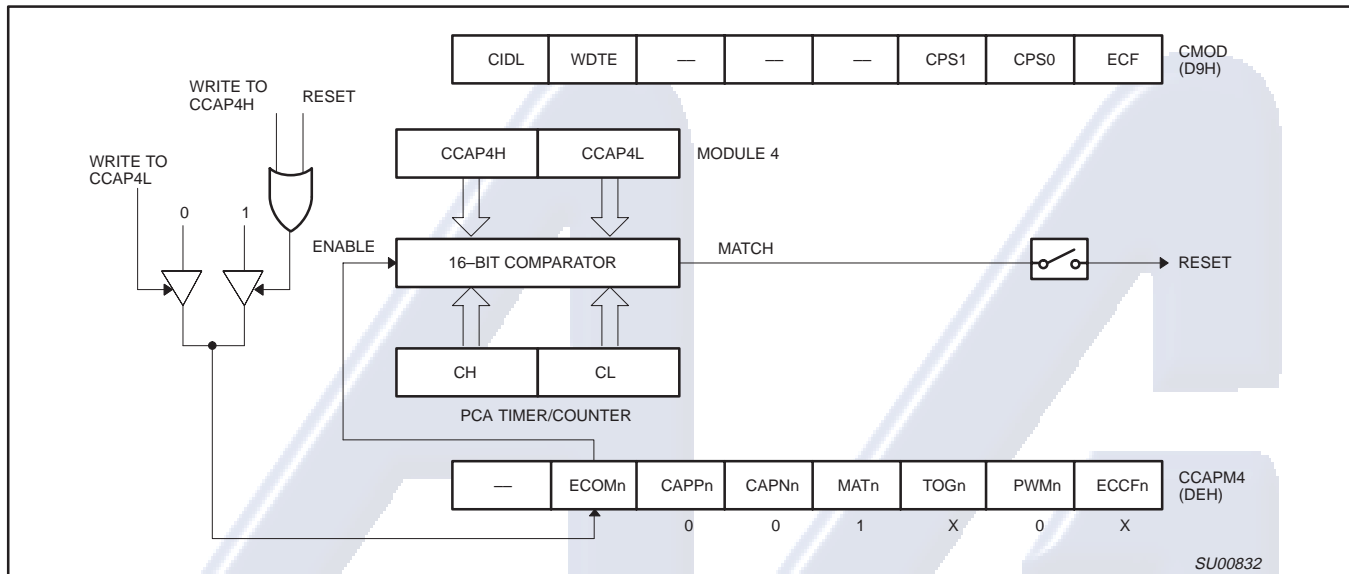 CIDL WDTE –– –– –– CPS1 CPS0 ECF CMOD
(D9H)
WRITE TO
CCAP4H RESET
CCAP4H CCAP4L MODULE 4
WRITE TO
CCAP4L
0 1
ENABLE 16–BIT COMPARATOR MATCH RESET
CH CL
PCA TIMER/COUNTER
–– ECOMn CAPPn CAPNn MATn TOGn PWMn ECCFn CCAPM4
(DEH)
0 0 1 X 0 X
SU00832